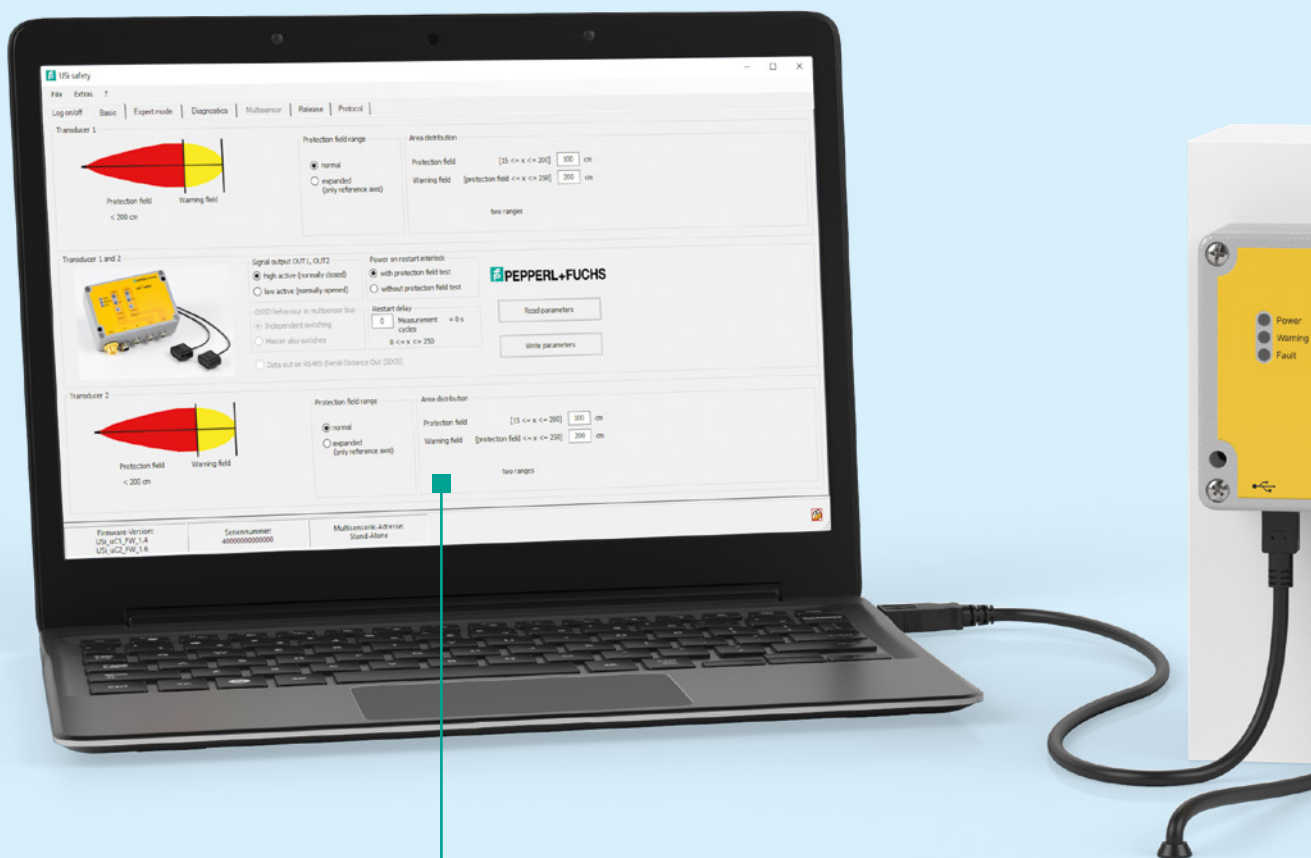 USi safety
File Extras ?
Log on/off Basic Expert mode Diagnostics Multisensor Release Protocol
Transducer 1
Protection field Warning field
< 200 cm
Protection field range
normal
expanded
(only reference axis)
Area distribution
Protection field [15 <= x <= 200] 100 cm
Warning field [protection field <= x <= 250] 200 cm
two ranges
Transducer 1 and 2
Signal output OUT1, OUT2
high active (normally closed)
low active (normally opened)
Power on restart interlock
with protection field test
without protection field test
OSSD behaviour in multisensor bus
Independent switching
Master also switches
Restart delay
0 Measurement cycles = 0 s
0 <= x <= 250
Data out on RS485 (Serial Distance Out (SDO))
PEPPERL+FUCHS
Read parameters
Write parameters
Transducer 2
Protection field Warning field
< 200 cm
Protection field range
normal
expanded
(only reference axis)
Area distribution
Protection field [15 <= x <= 200] 100 cm
Warning field [protection field <= x <= 250] 200 cm
two ranges
Firmware-Version:
USi_uC1_FW_1.4
USi_uC2_FW_1.6
Seriennummer:
40000000000000
Multisensorik-Adresse:
Stand-Alone
Power
Warning
Fault